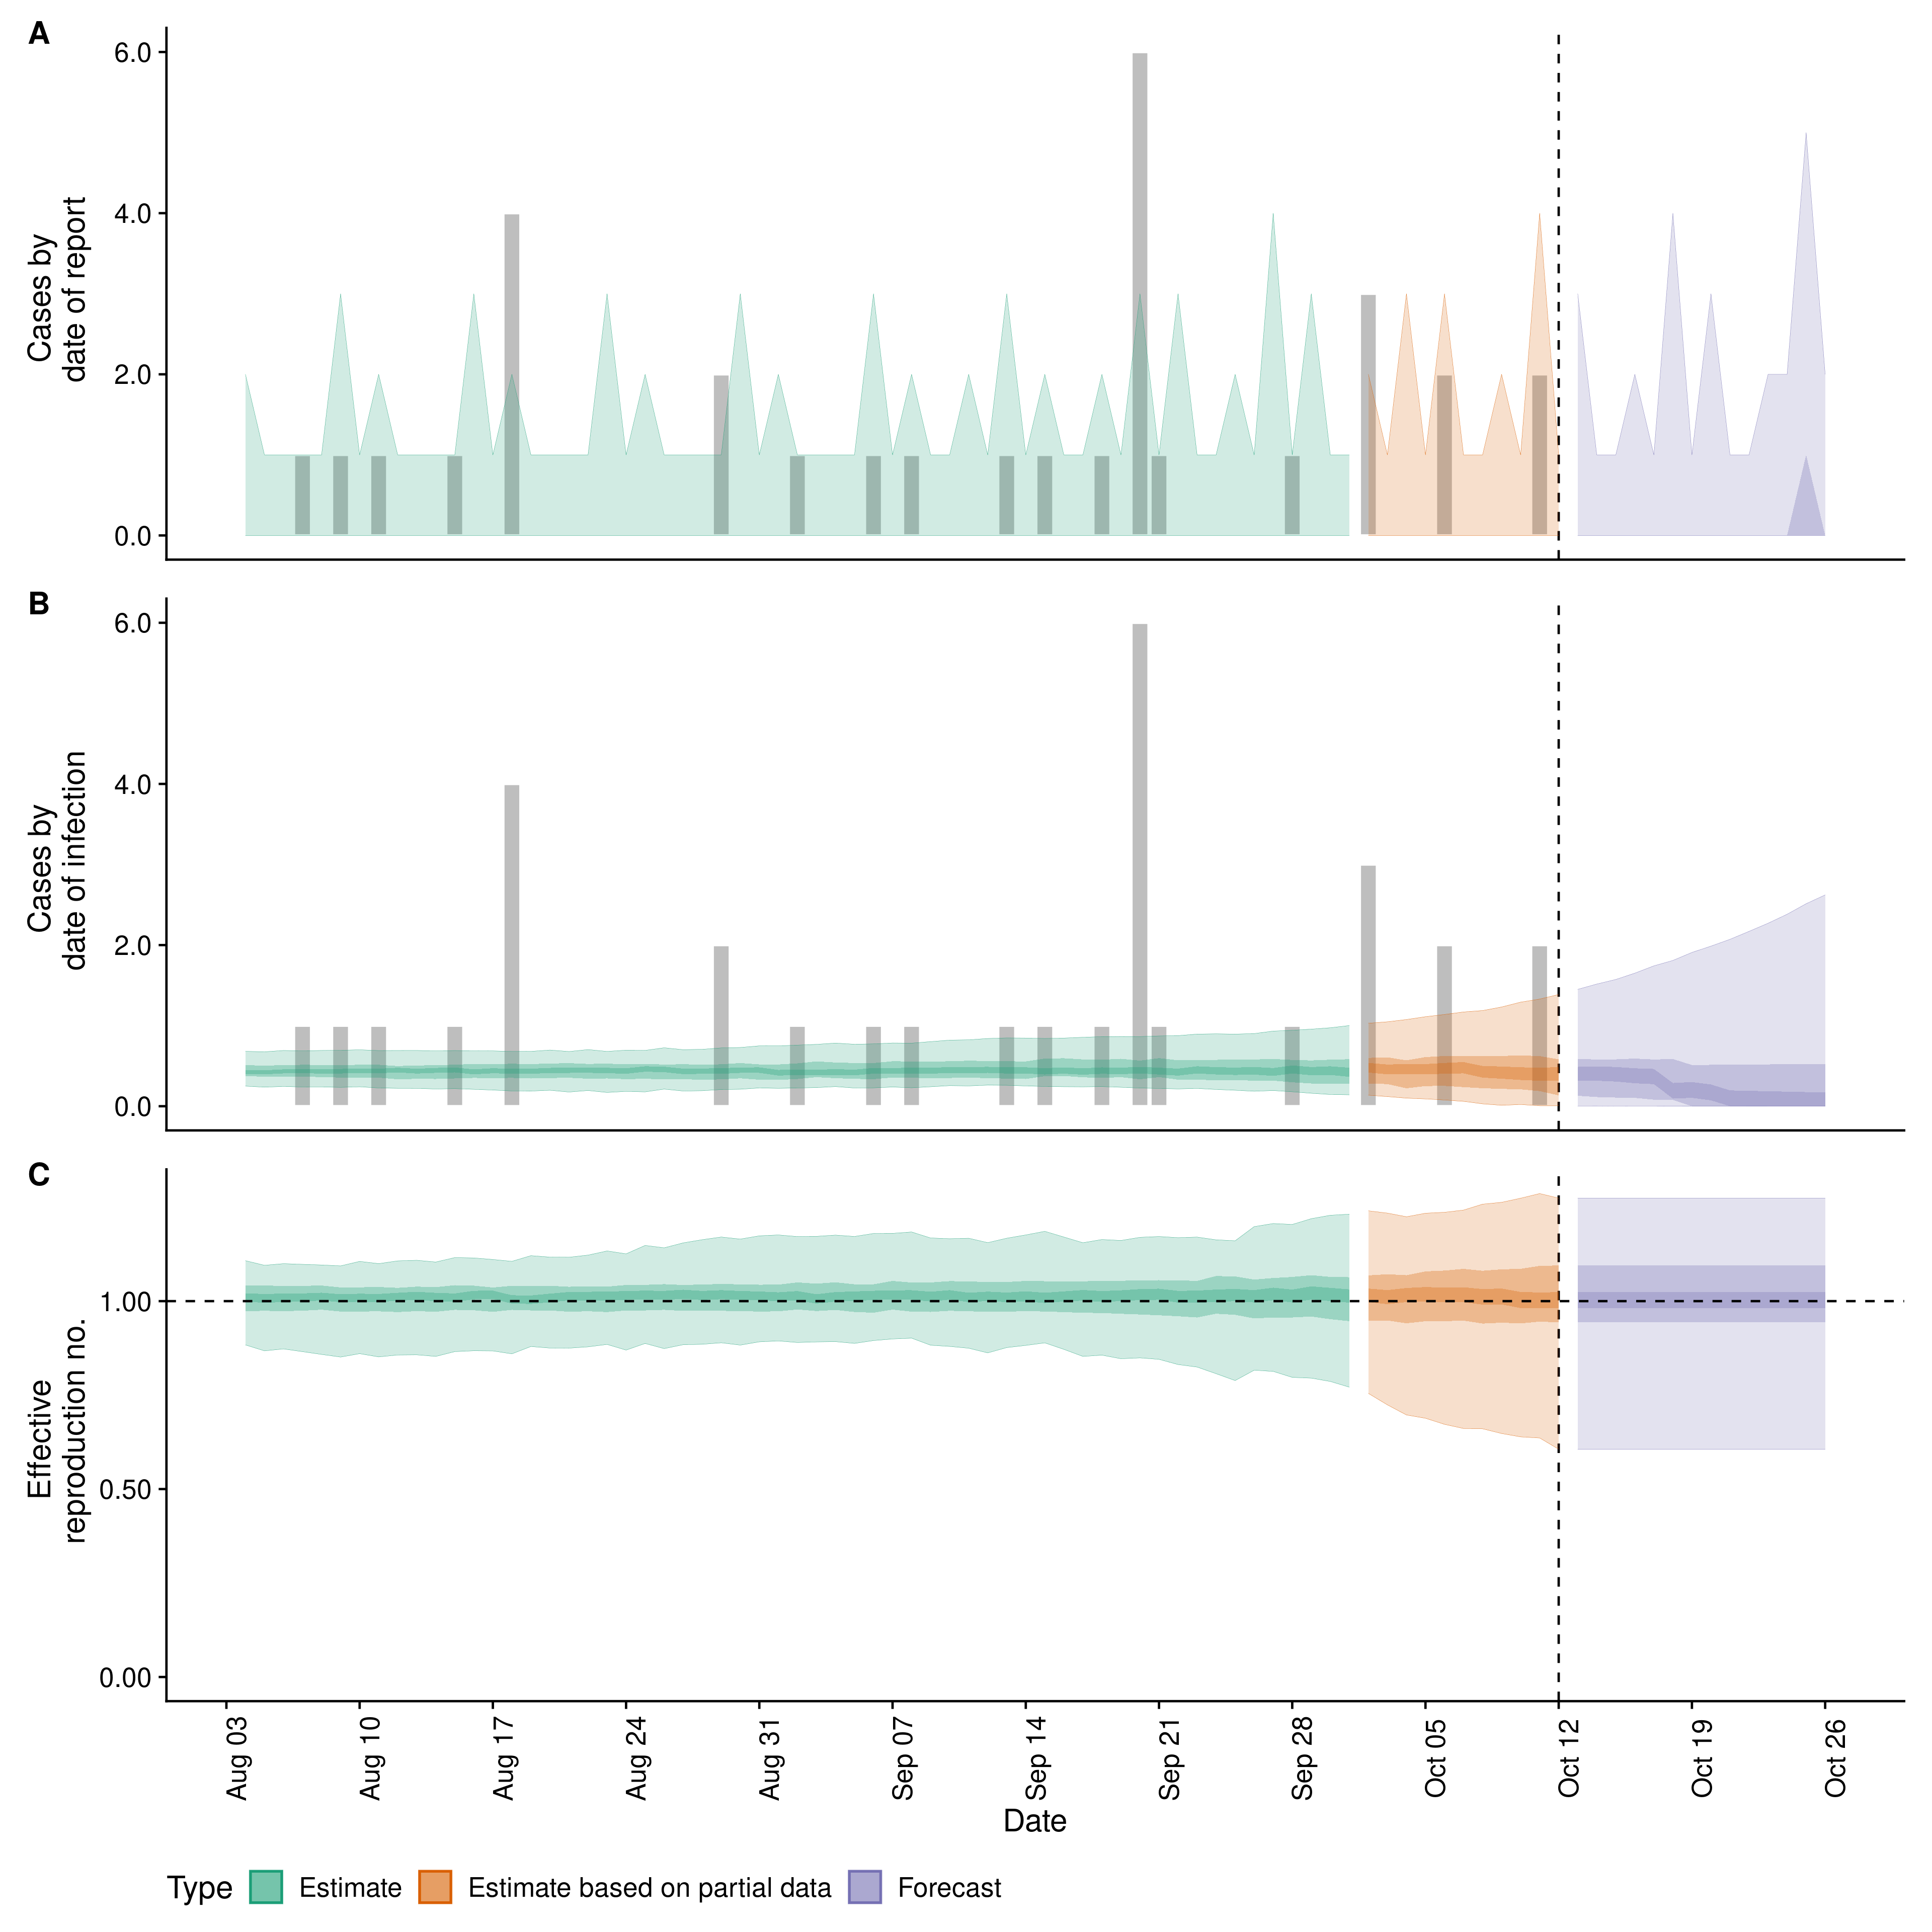 A
6.0
4.0
2.0
0.0
Cases by
date of report
B
6.0
4.0
2.0
0.0
Cases by
date of infection
C
1.00
0.50
0.00
Effective
reproduction no.
Aug 03
Aug 10
Aug 17
Aug 24
Aug 31
Sep 07
Sep 14
Sep 21
Sep 28
Oct 05
Oct 12
Oct 19
Oct 26
Date
Type Estimate Estimate based on partial data Forecast